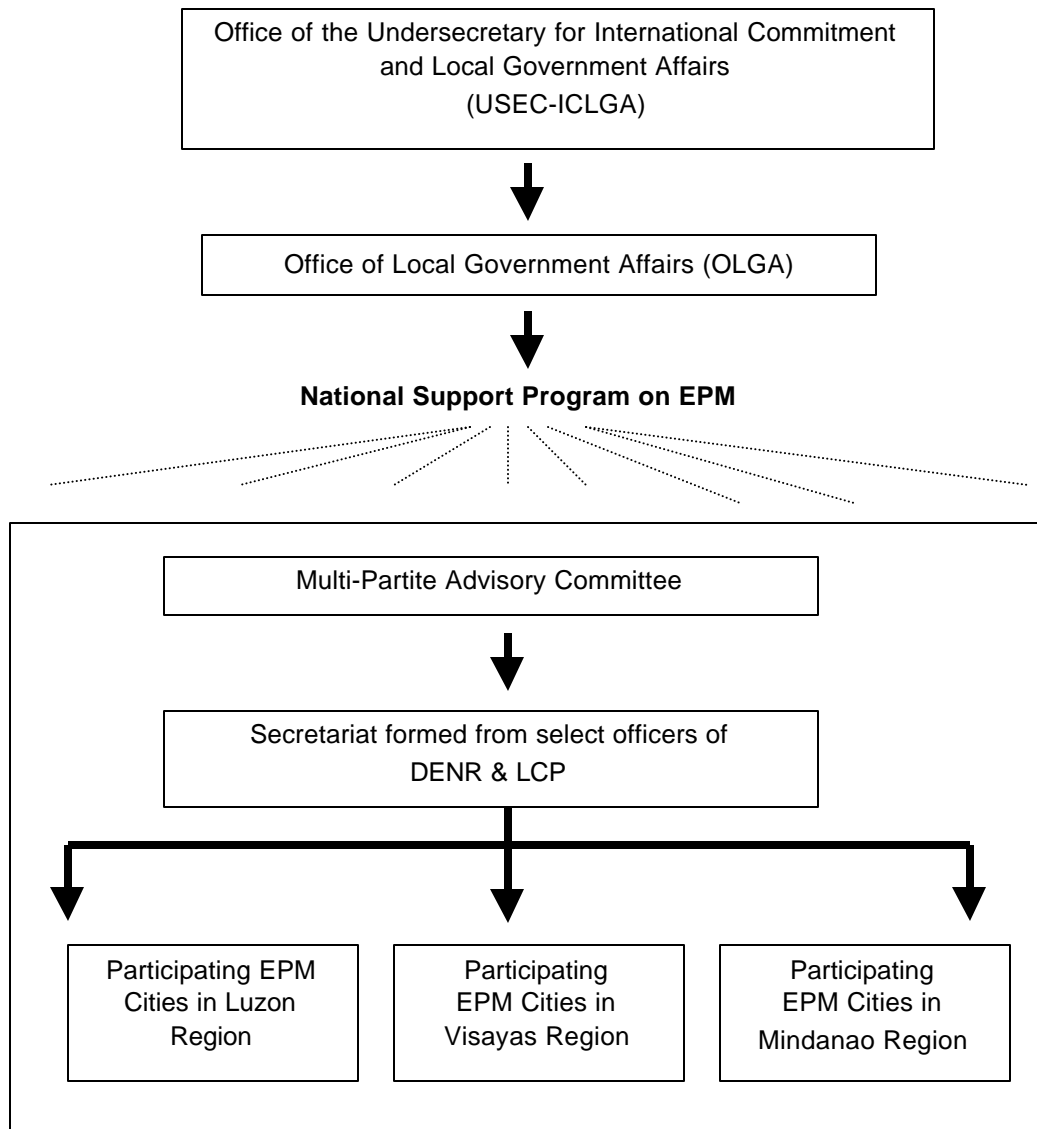 Office of the Undersecretary for International Commitment
and Local Government Affairs
(USEC-ICLGA)
Office of Local Government Affairs (OLGA)
National Support Program on EPM
Multi-Partite Advisory Committee
Secretariat formed from select officers of
DENR & LCP
Participating EPM
Cities in Luzon
Region
Participating
EPM Cities in
Visayas Region
Participating
EPM Cities in
Mindanao Region